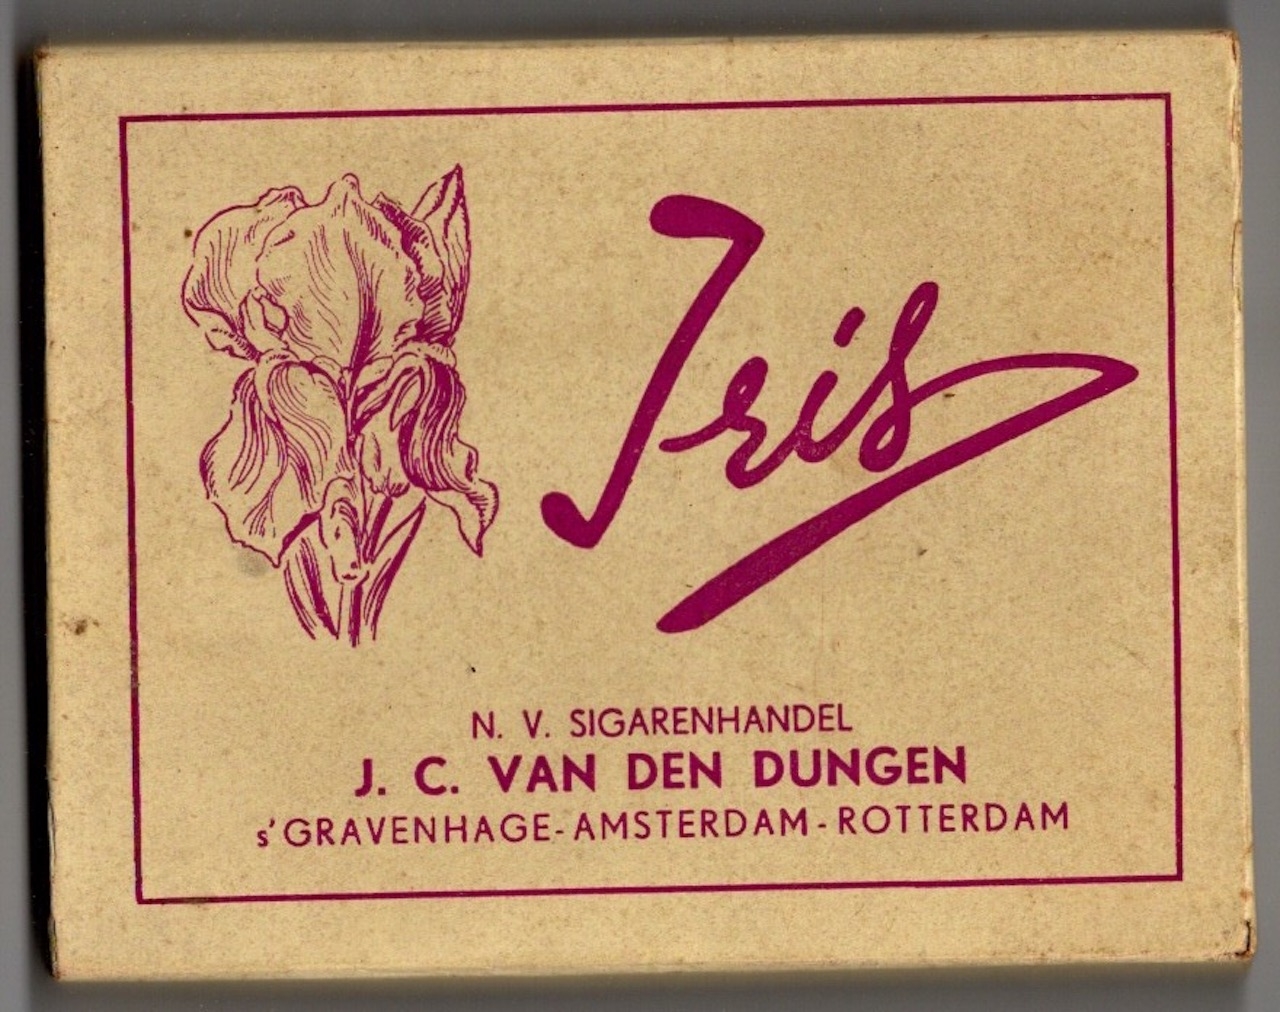 Iris
N. V. SIGARENHANDEL
J. C. VAN DEN DUNGEN
s'GRAVENHAGE-AMSTERDAM-ROTTERDAM